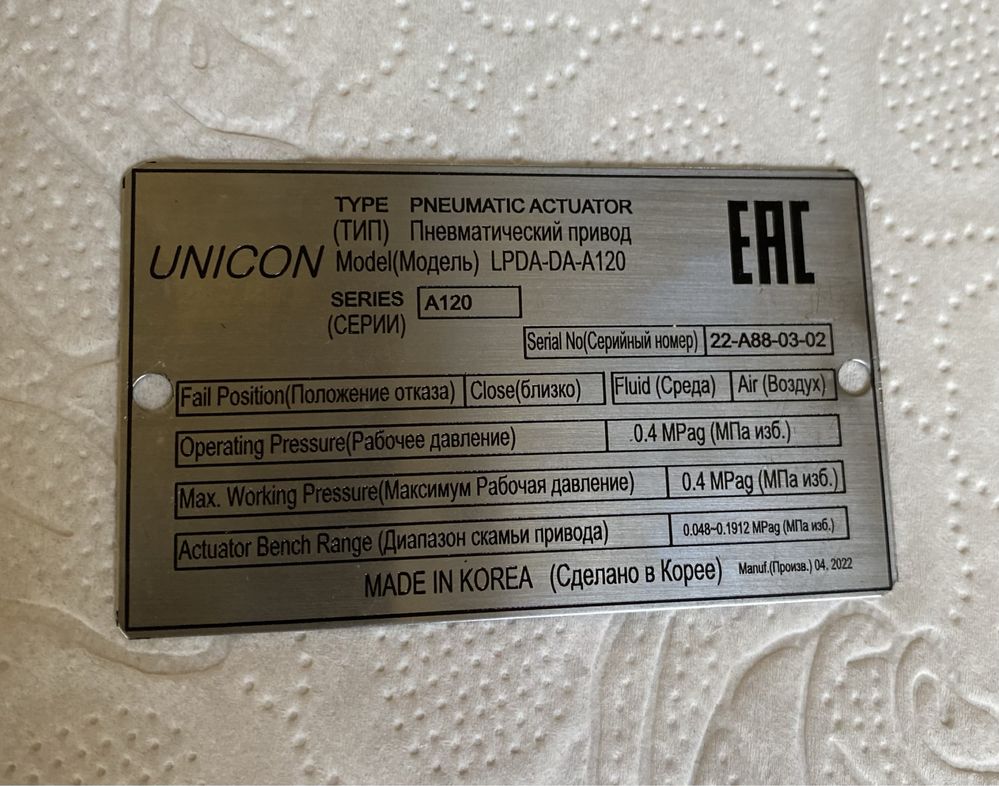 TYPE PNEUMATIC ACTUATOR
(ТИП) Пневматический привод
UNICON
Model(Модель) LPDA-DA-A120
EAC
SERIES A120
(СЕРИИ)
Serial No(Серийный номер) 22-A88-03-02
Fail Position(Положение отказа) Close(близко) Fluid (Среда) Air (Воздух)
Operating Pressure(Рабочее давление) 0.4 MPag (МПа изб.)
Max. Working Pressure(Максимум Рабочая давление) 0.4 MPag (МПа изб.)
Actuator Bench Range (Диапазон скамьи привода) 0.048~0.1912 MPag (МПа изб.)
MADE IN KOREA (Сделано в Корее) Manuf.(Произв.) 04, 2022